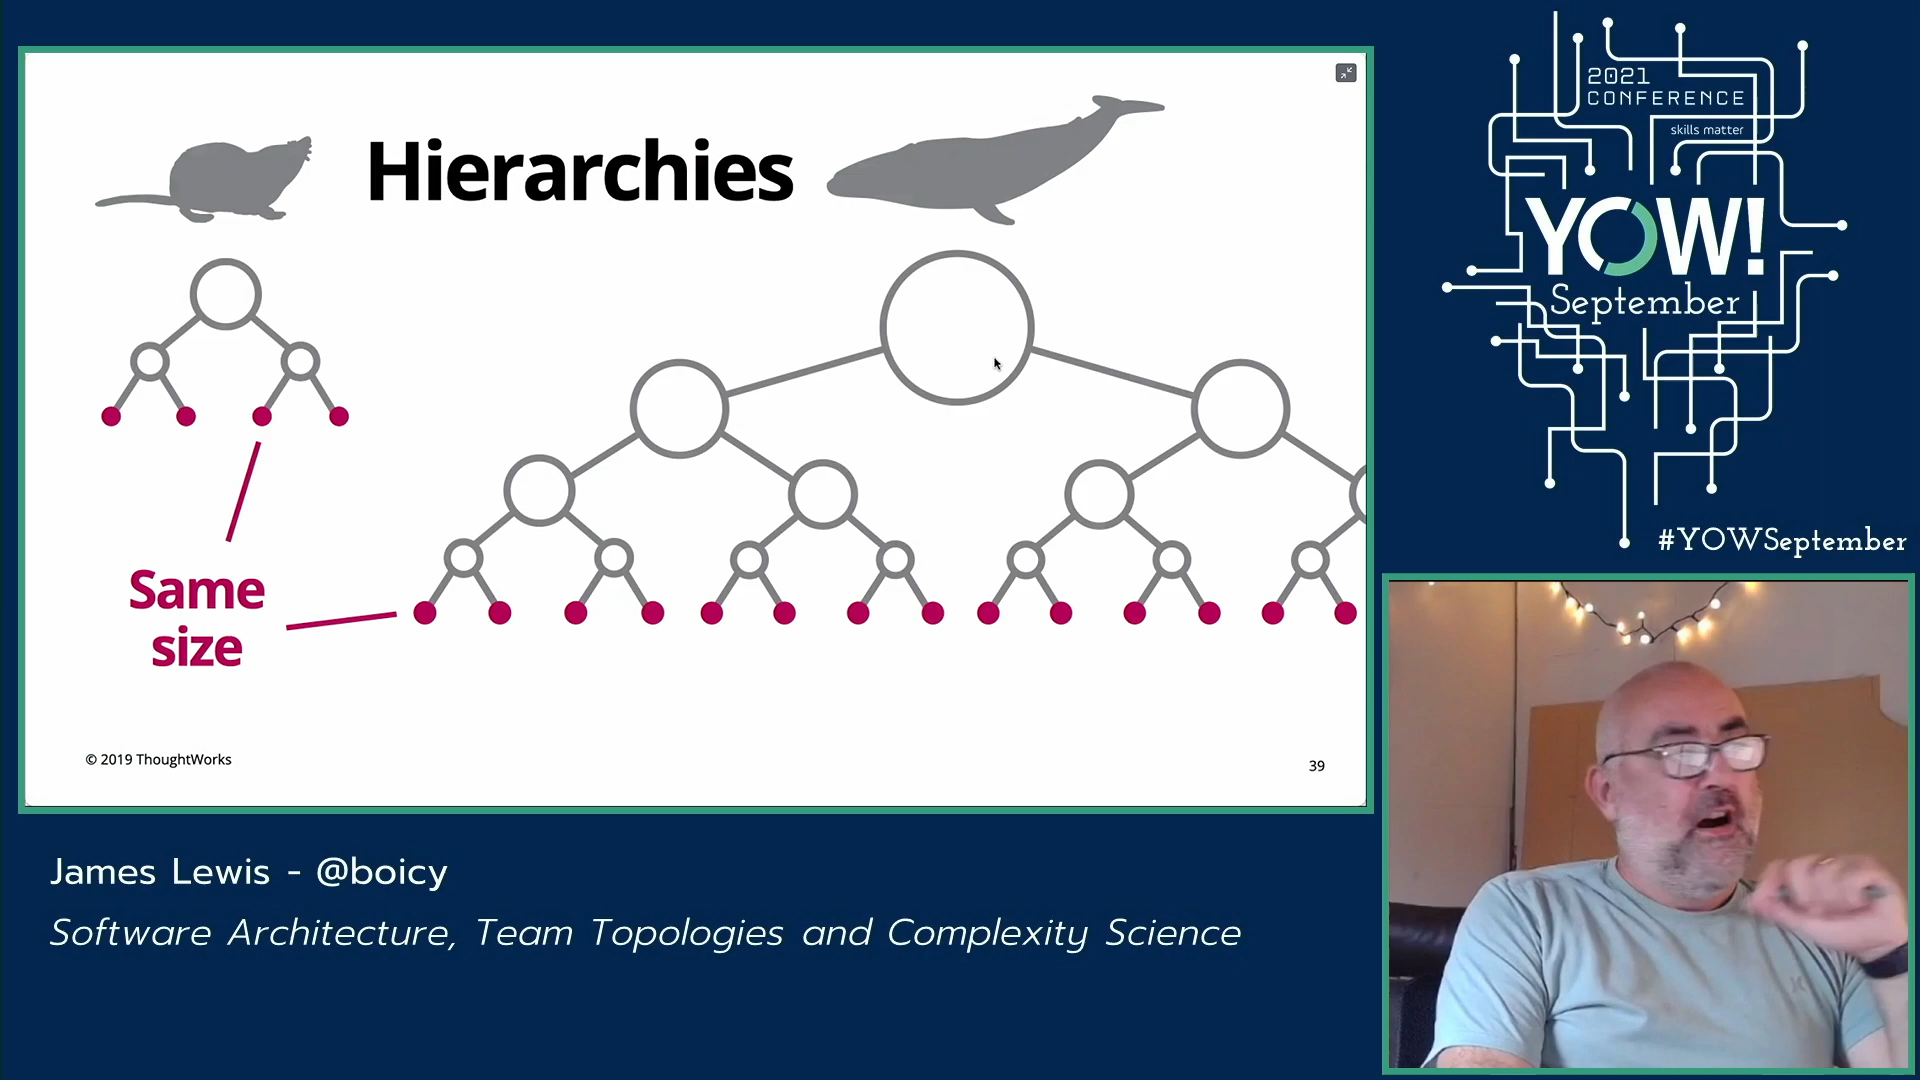 Hierarchies
Same
size
© 2019 ThoughtWorks
39
2021
CONFERENCE
skills matter
YOW!
September
#YOWSeptember
James Lewis - @boicy
Software Architecture, Team Topologies and Complexity Science